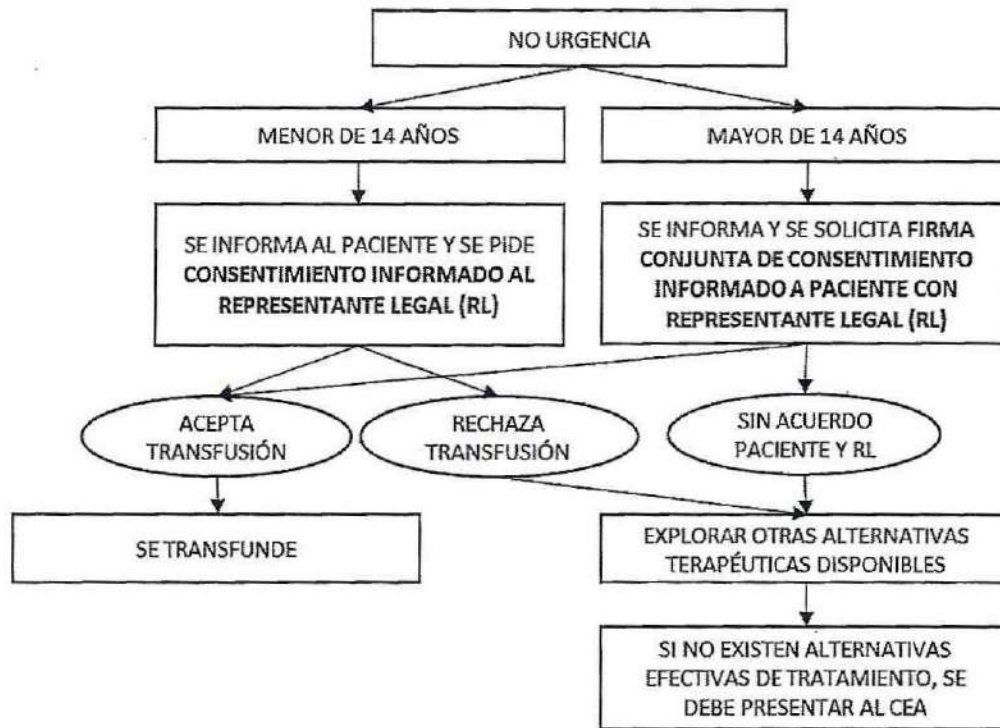 NO URGENCIA
MENOR DE 14 AÑOS
MAYOR DE 14 AÑOS
SE INFORMA AL PACIENTE Y SE PIDE
CONSENTIMIENTO INFORMADO AL
REPRESENTANTE LEGAL (RL)
SE INFORMA Y SE SOLICITA FIRMA
CONJUNTA DE CONSENTIMIENTO
INFORMADO A PACIENTE CON
REPRESENTANTE LEGAL (RL)
ACEPTA
TRANSFUSIÓN
RECHAZA
TRANSFUSIÓN
SIN ACUERDO
PACIENTE Y RL
SE TRANSFUNDE
EXPLORAR OTRAS ALTERNATIVAS
TERAPÉUTICAS DISPONIBLES
SI NO EXISTEN ALTERNATIVAS
EFECTIVAS DE TRATAMIENTO, SE
DEBE PRESENTAR AL CEA